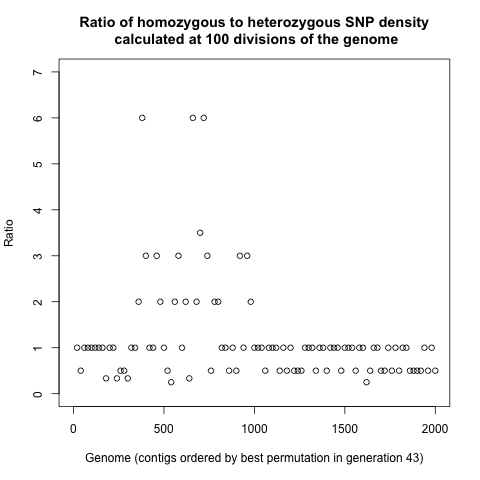 Ratio of homozygous to heterozygous SNP density
calculated at 100 divisions of the genome
Ratio
7
6
5
4
3
2
1
0
0 500 1000 1500 2000
Genome (contigs ordered by best permutation in generation 43)